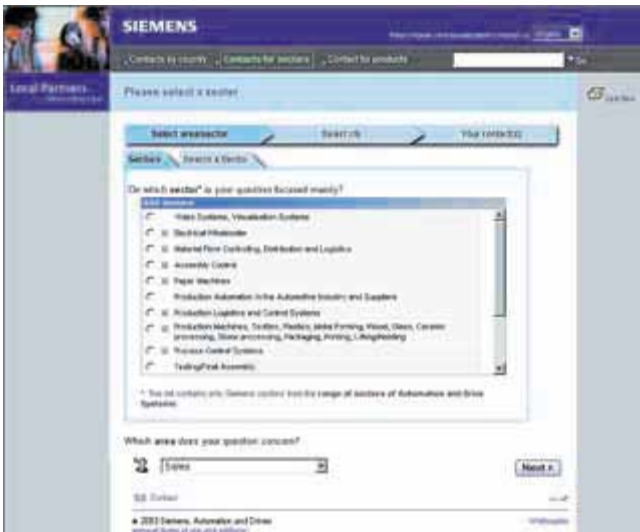 SIEMENS
Contacts by country Contacts for sectors Contact for products
Go
Local Partners
Please select a sector
Select area/sector Select city Your contact(s)
Sectors Search a Sector
On which sector* is your question focused mainly?
Video Systems, Visualisation Systems
Electrical Wholesaler
Material Flow Controlling, Distribution and Logistics
Assembly Control
Paper Machines
Production Automation in the Automotive Industry and Suppliers
Production Logistics and Control Systems
Production Machines, Textiles, Plastics, Metal Forming, Wood, Glass, Ceramic
processing, Stone processing, Packaging, Printing, Lifting/Handling
Process Control Systems
Testing/Final Assembly
* This list contains only Siemens sectors from the range of sectors of Automation and Drive
Systems.
Which area does your question concern?
Sales
Next >
Contact
Siemens, Automation and Drives